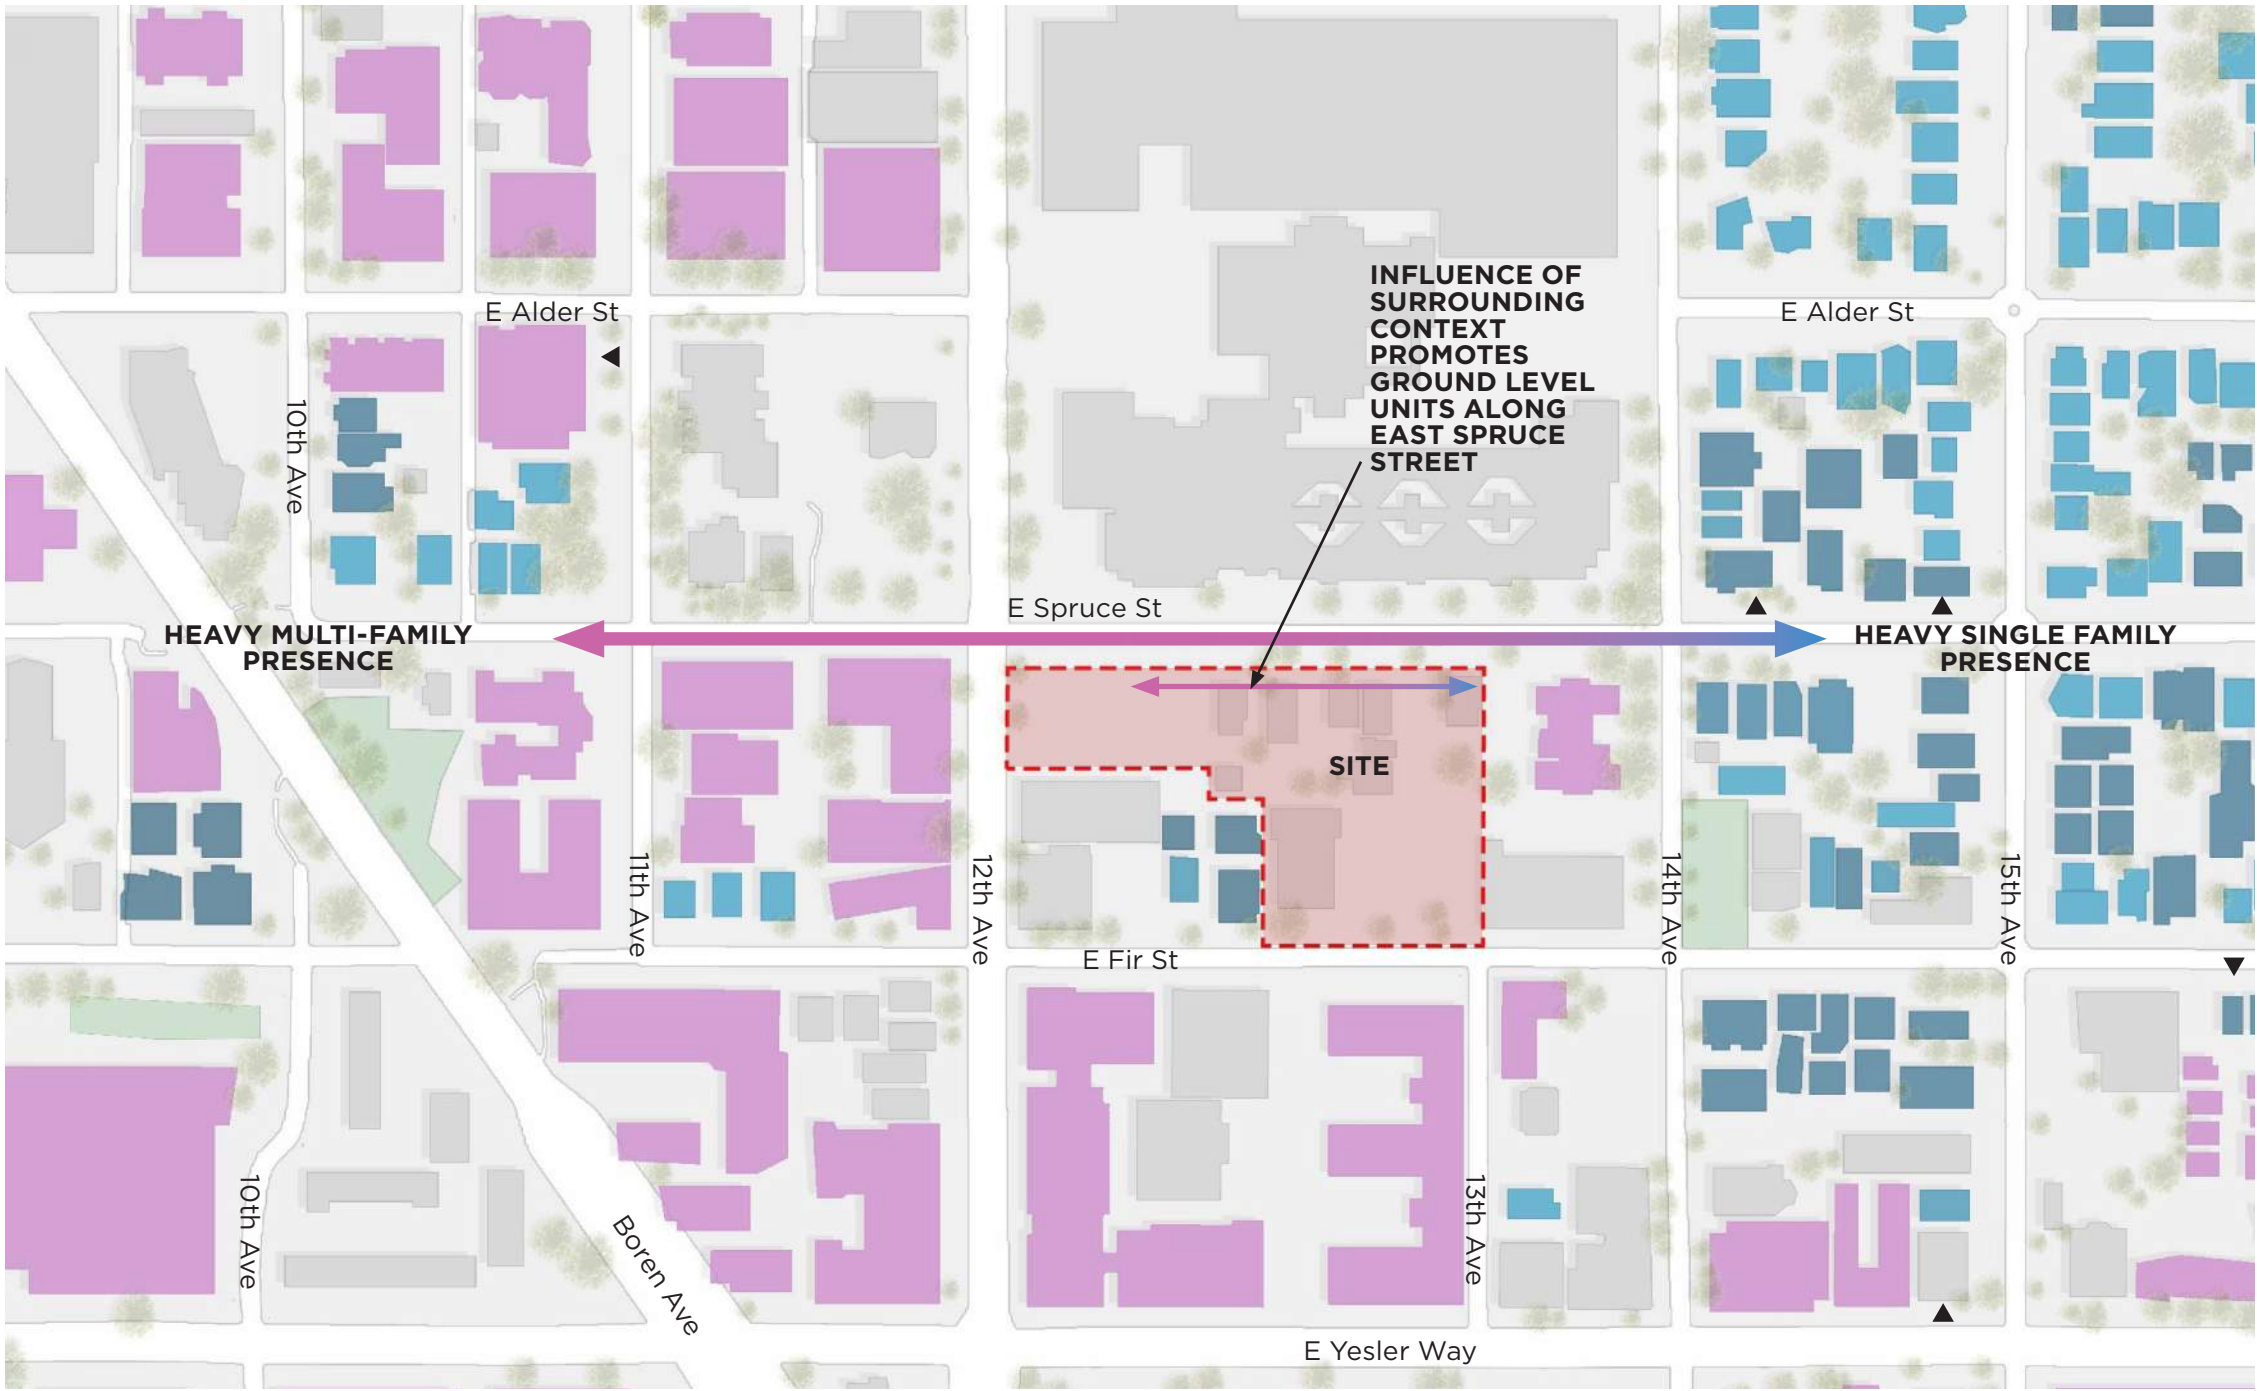 E Alder St
E Alder St
INFLUENCE OF
SURROUNDING
CONTEXT
PROMOTES
GROUND LEVEL
UNITS ALONG
EAST SPRUCE
STREET
10th Ave
E Spruce St
HEAVY MULTI-FAMILY
PRESENCE
HEAVY SINGLE FAMILY
PRESENCE
SITE
11th Ave
12th Ave
14th Ave
15th Ave
E Fir St
10th Ave
Boren Ave
13th Ave
E Yesler Way